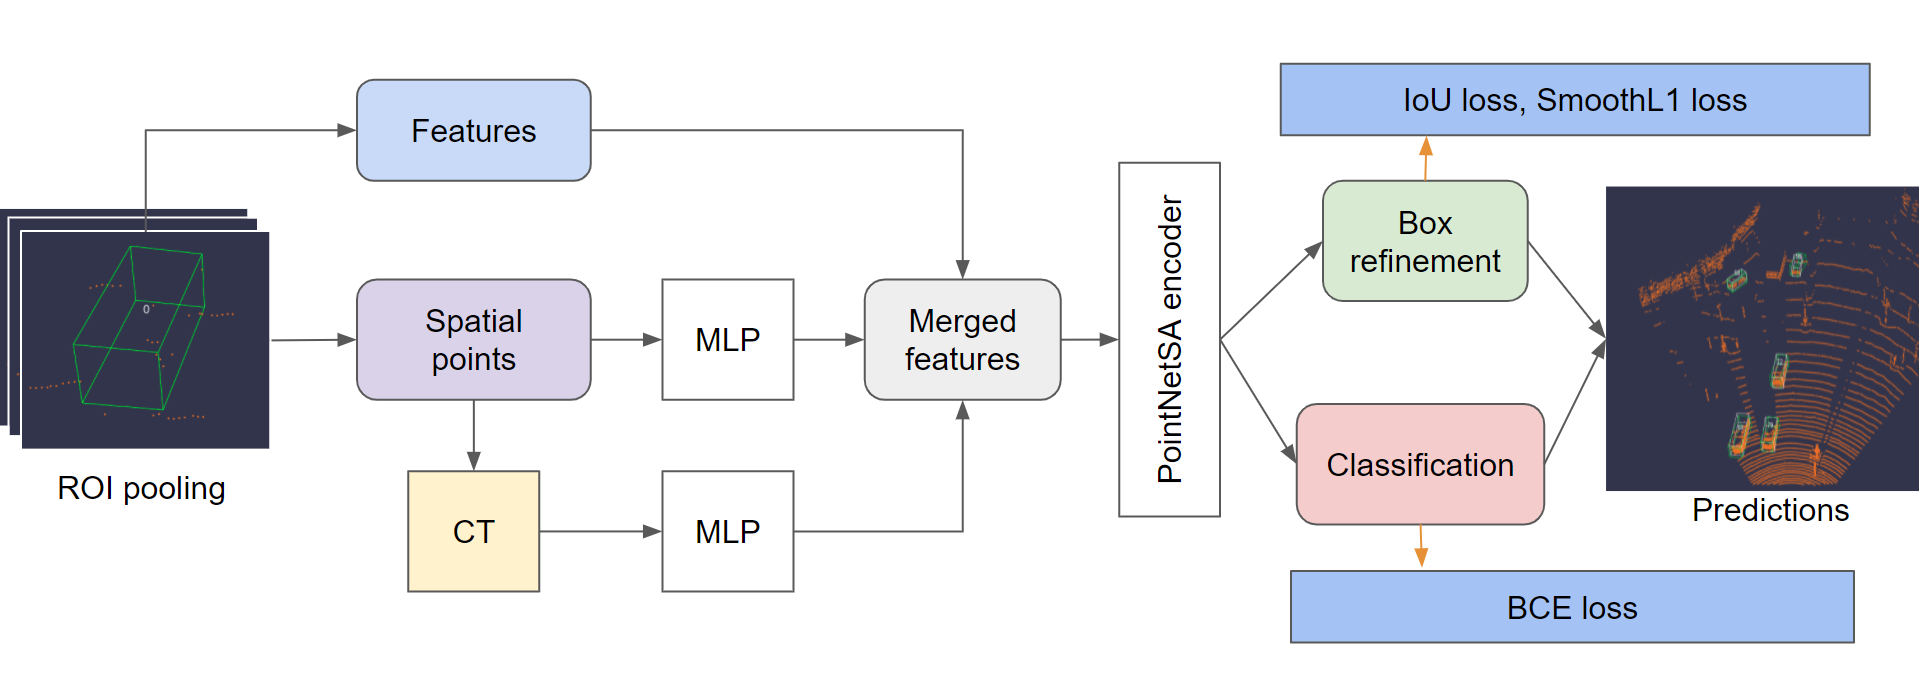 IoU loss, SmoothL1 loss
Features
Box
refinement
PointNetSA encoder
0
Spatial
points
MLP
Merged
features
Classification
ROI pooling
CT
MLP
Predictions
BCE loss